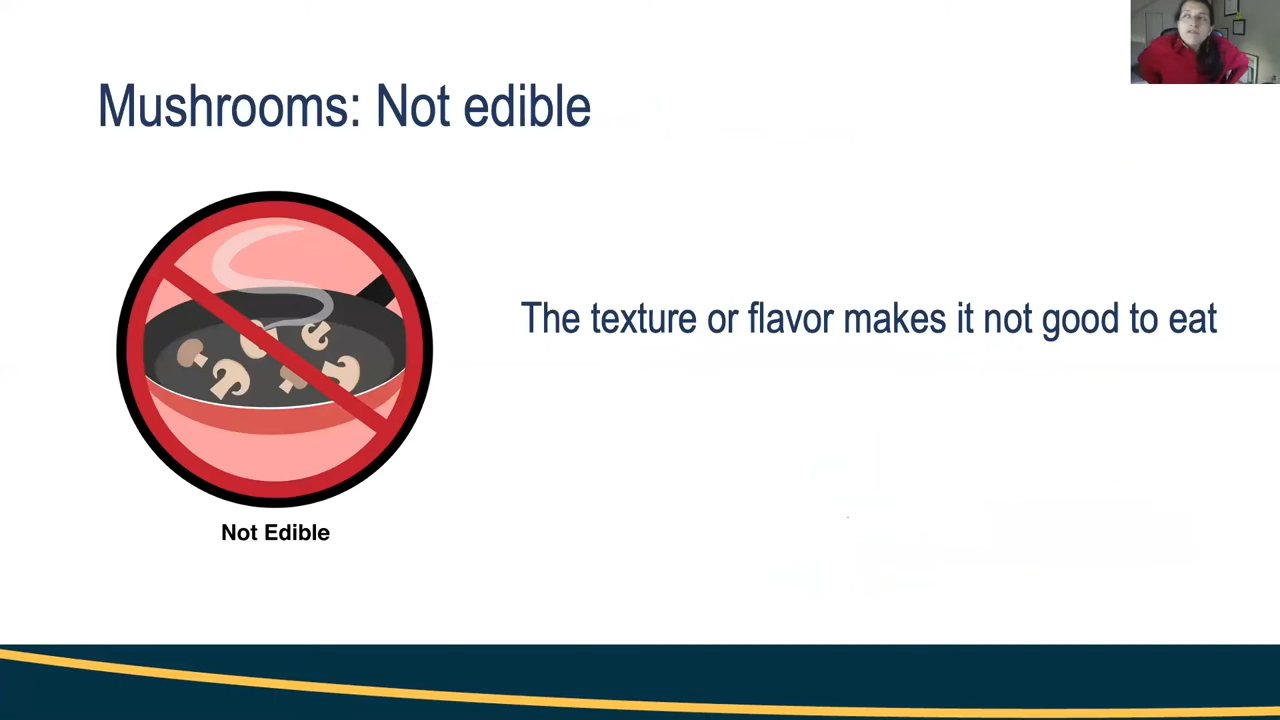 Mushrooms: Not edible
The texture or flavor makes it not good to eat
Not Edible